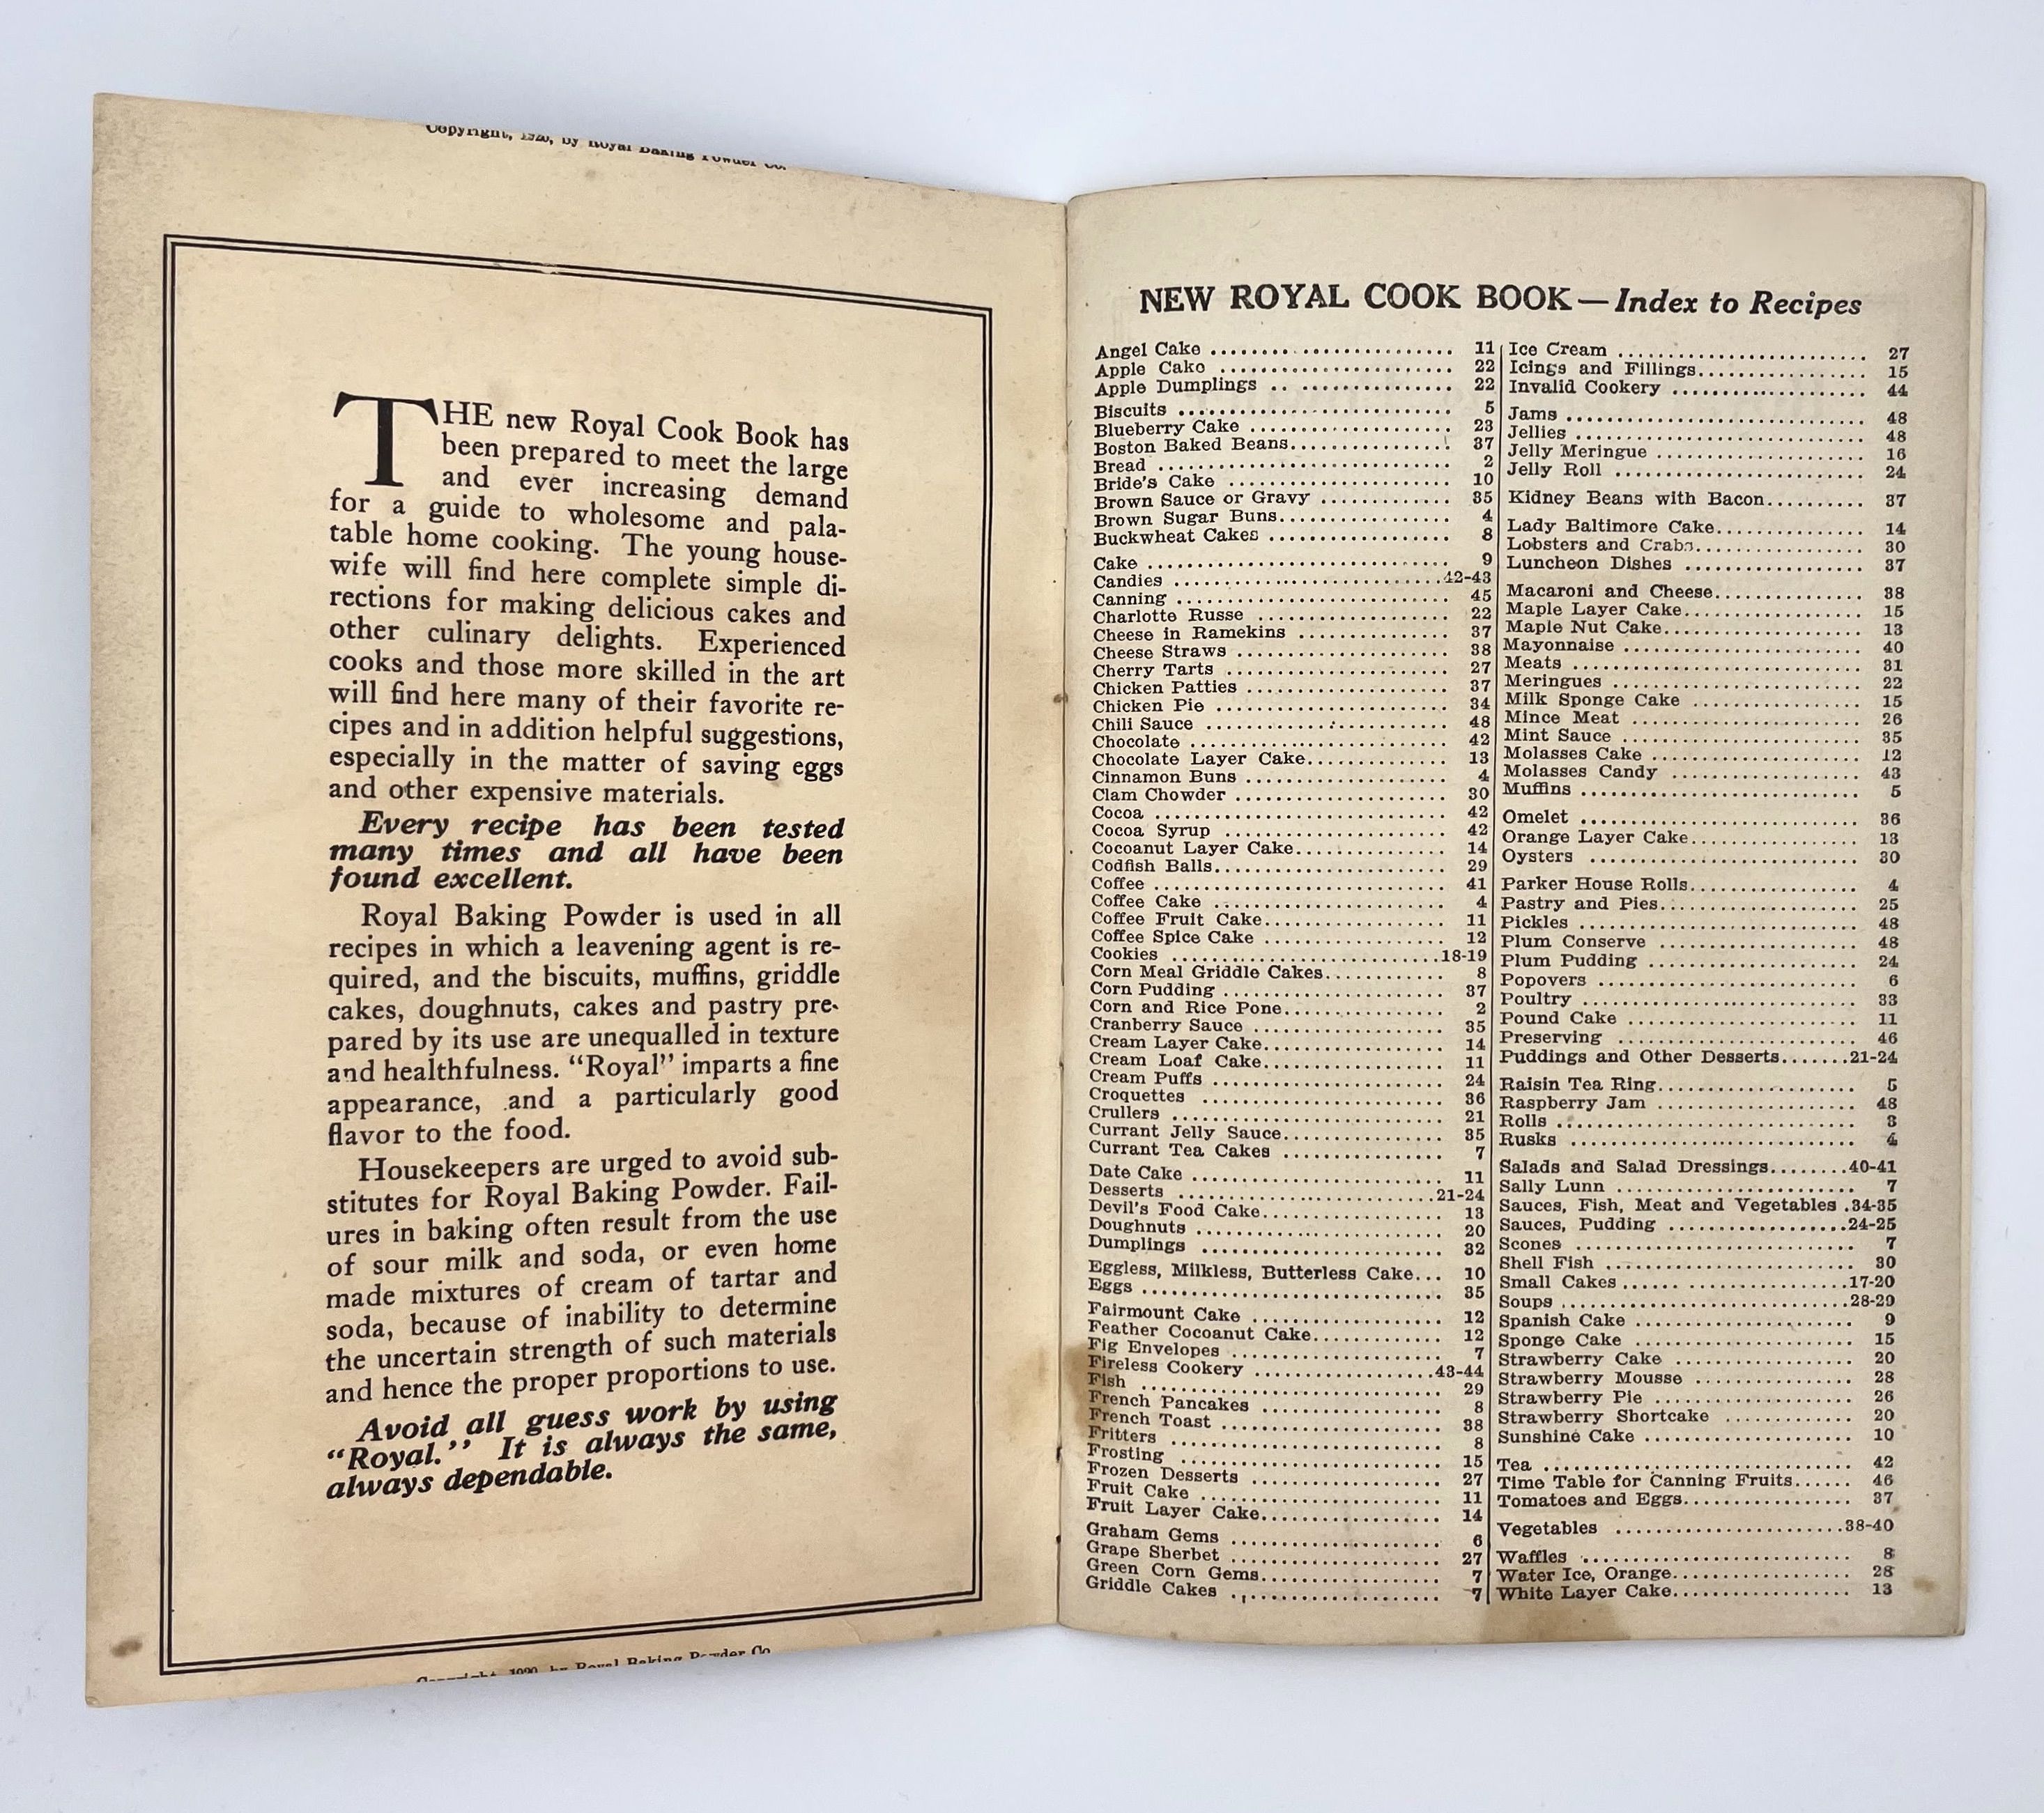 Copyright, 1920, by Royal Baking Powder Co.
THE new Royal Cook Book has
been prepared to meet the large
and ever increasing demand
for a guide to wholesome and pala-
table home cooking. The young house-
wife will find here complete simple di-
rections for making delicious cakes and
other culinary delights. Experienced
cooks and those more skilled in the art
will find here many of their favorite re-
cipes and in addition helpful suggestions,
especially in the matter of saving eggs
and other expensive materials.
Every recipe has been tested
many times and all have been
found excellent.
Royal Baking Powder is used in all
recipes in which a leavening agent is re-
quired, and the biscuits, muffins, griddle
cakes, doughnuts, cakes and pastry pre-
pared by its use are unequalled in texture
and healthfulness. "Royal" imparts a fine
appearance, and a particularly good
flavor to the food.
Housekeepers are urged to avoid sub-
stitutes for Royal Baking Powder. Fail-
ures in baking often result from the use
of sour milk and soda, or even home
made mixtures of cream of tartar and
soda, because of inability to determine
the uncertain strength of such materials
and hence the proper proportions to use.
Avoid all guess work by using
"Royal." It is always the same,
always dependable.
Copyright, 1920, by Royal Baking Powder Co.
NEW ROYAL COOK BOOK—Index to Recipes
Angel Cake 11
Apple Cake 22
Apple Dumplings 22
Biscuits 5
Blueberry Cake 23
Boston Baked Beans 37
Bread 2
Bride's Cake 10
Brown Sauce or Gravy 35
Brown Sugar Buns 4
Buckwheat Cakes 8
Cake 9
Candies 42-43
Canning 45
Charlotte Russe 22
Cheese in Ramekins 37
Cheese Straws 38
Cherry Tarts 27
Chicken Patties 37
Chicken Pie 34
Chili Sauce 48
Chocolate 42
Chocolate Layer Cake 13
Cinnamon Buns 4
Clam Chowder 30
Cocoa 42
Cocoa Syrup 42
Cocoanut Layer Cake 14
Codfish Balls 29
Coffee 41
Coffee Cake 4
Coffee Fruit Cake 11
Coffee Spice Cake 12
Cookies 18-19
Corn Meal Griddle Cakes 8
Corn Pudding 37
Corn and Rice Pone 2
Cranberry Sauce 35
Cream Layer Cake 14
Cream Loaf Cake 11
Cream Puffs 24
Croquettes 36
Crullers 21
Currant Jelly Sauce 35
Currant Tea Cakes 7
Date Cake 11
Desserts 21-24
Devil's Food Cake 13
Doughnuts 20
Dumplings 32
Eggless, Milkless, Butterless Cake 10
Eggs 35
Fairmount Cake 12
Feather Cocoanut Cake 12
Fig Envelopes 7
Fireless Cookery 43-44
Fish 29
French Pancakes 8
French Toast 38
Fritters 8
Frosting 15
Frozen Desserts 27
Fruit Cake 11
Fruit Layer Cake 14
Graham Gems 6
Grape Sherbet 27
Green Corn Gems 7
Griddle Cakes 7
Ice Cream 27
Icings and Fillings 15
Invalid Cookery 44
Jams 48
Jellies 48
Jelly Meringue 16
Jelly Roll 24
Kidney Beans with Bacon 37
Lady Baltimore Cake 14
Lobsters and Crabs 30
Luncheon Dishes 37
Macaroni and Cheese 38
Maple Layer Cake 15
Maple Nut Cake 13
Mayonnaise 40
Meats 31
Meringues 22
Milk Sponge Cake 15
Mince Meat 26
Mint Sauce 35
Molasses Cake 12
Molasses Candy 43
Muffins 5
Omelet 36
Orange Layer Cake 13
Oysters 30
Parker House Rolls 4
Pastry and Pies 25
Pickles 48
Plum Conserve 48
Plum Pudding 24
Popovers 6
Poultry 33
Pound Cake 11
Preserving 46
Puddings and Other Desserts 21-24
Raisin Tea Ring 5
Raspberry Jam 48
Rolls 3
Rusks 4
Salads and Salad Dressings 40-41
Sally Lunn 7
Sauces, Fish, Meat and Vegetables 34-35
Sauces, Pudding 24-25
Scones 7
Shell Fish 30
Small Cakes 17-20
Soups 28-29
Spanish Cake 9
Sponge Cake 15
Strawberry Cake 20
Strawberry Mousse 28
Strawberry Pie 26
Strawberry Shortcake 20
Sunshine Cake 10
Tea 42
Time Table for Canning Fruits 46
Tomatoes and Eggs 37
Vegetables 38-40
Waffles 8
Water Ice, Orange 28
White Layer Cake 13